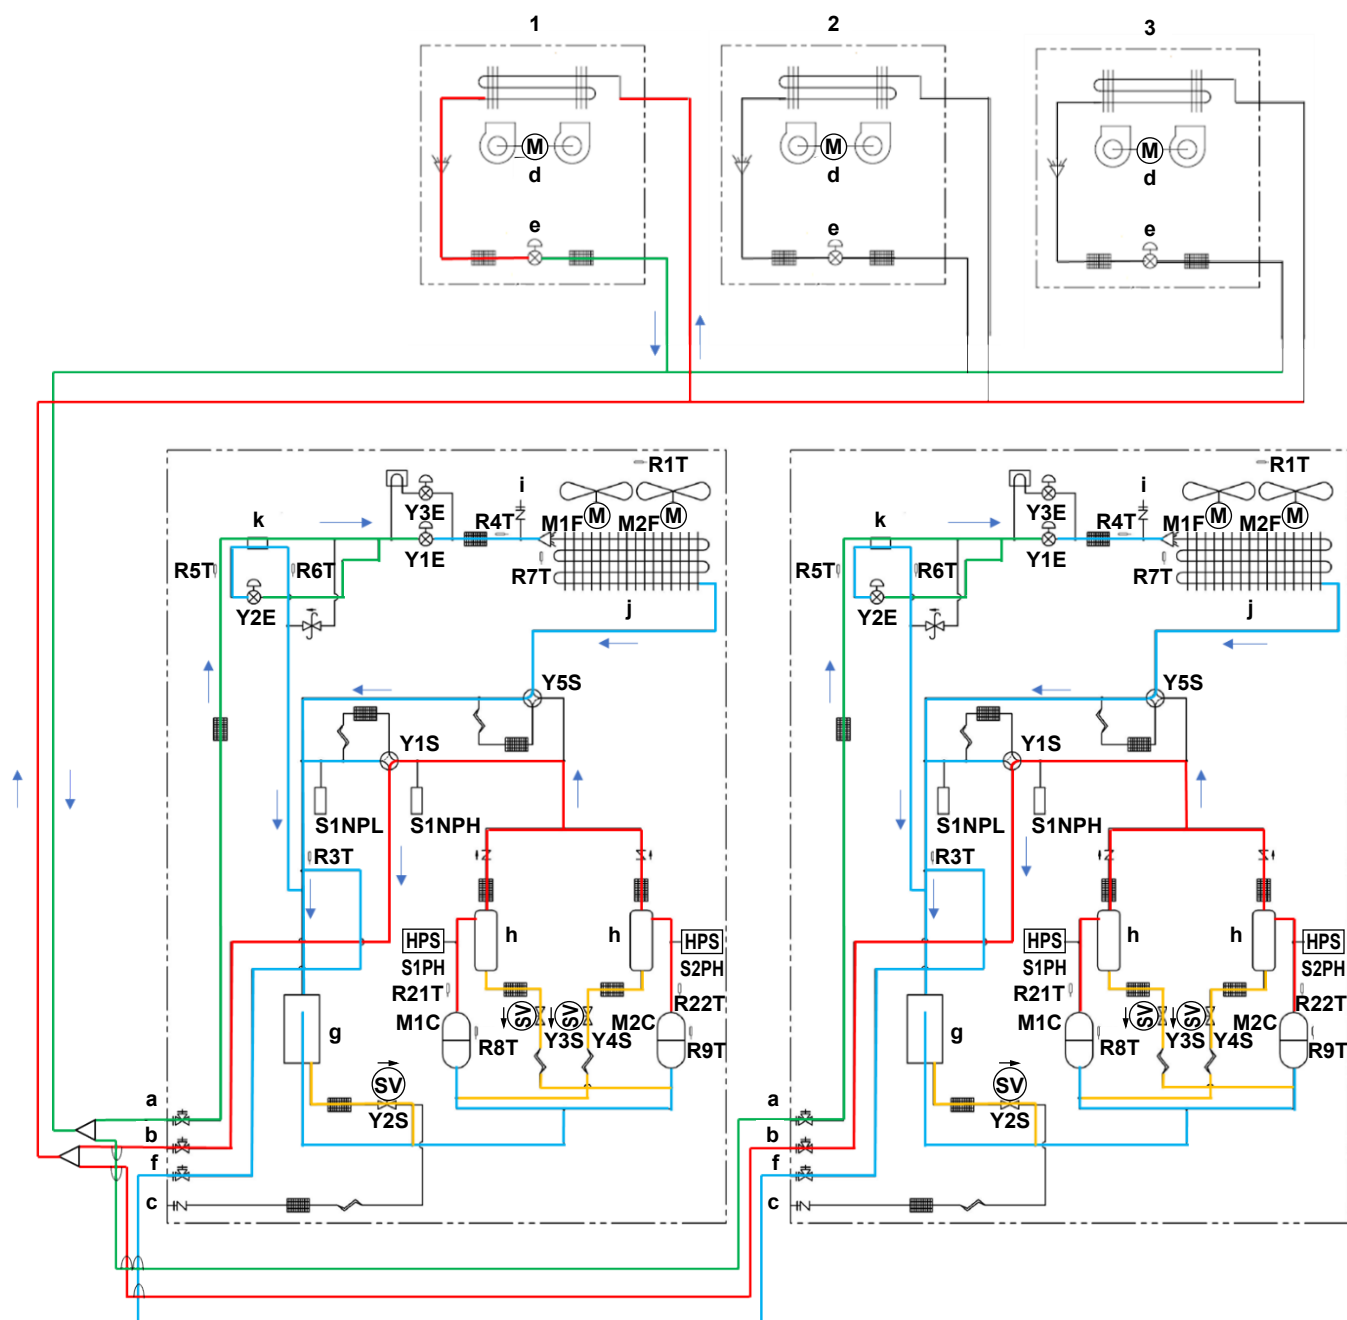 1 2 3
M M M
d d d
e e e
R1T R1T
i i
Y3E Y3E
k R4T M1F M M2F M k R4T M1F M M2F M
Y1E Y1E
R5T R6T R7T R5T R6T R7T
Y2E j Y2E j
Y5S Y5S
Y1S Y1S
S1NPL S1NPH S1NPL S1NPH
R3T R3T
HPS h h HPS HPS h h HPS
S1PH S2PH S1PH S2PH
R21T R22T R21T R22T
M1C SV SV M2C M1C SV SV M2C
g R8T Y3S Y4S R9T g R8T Y3S Y4S R9T
SV SV
a Y2S a Y2S
b b
f f
c c